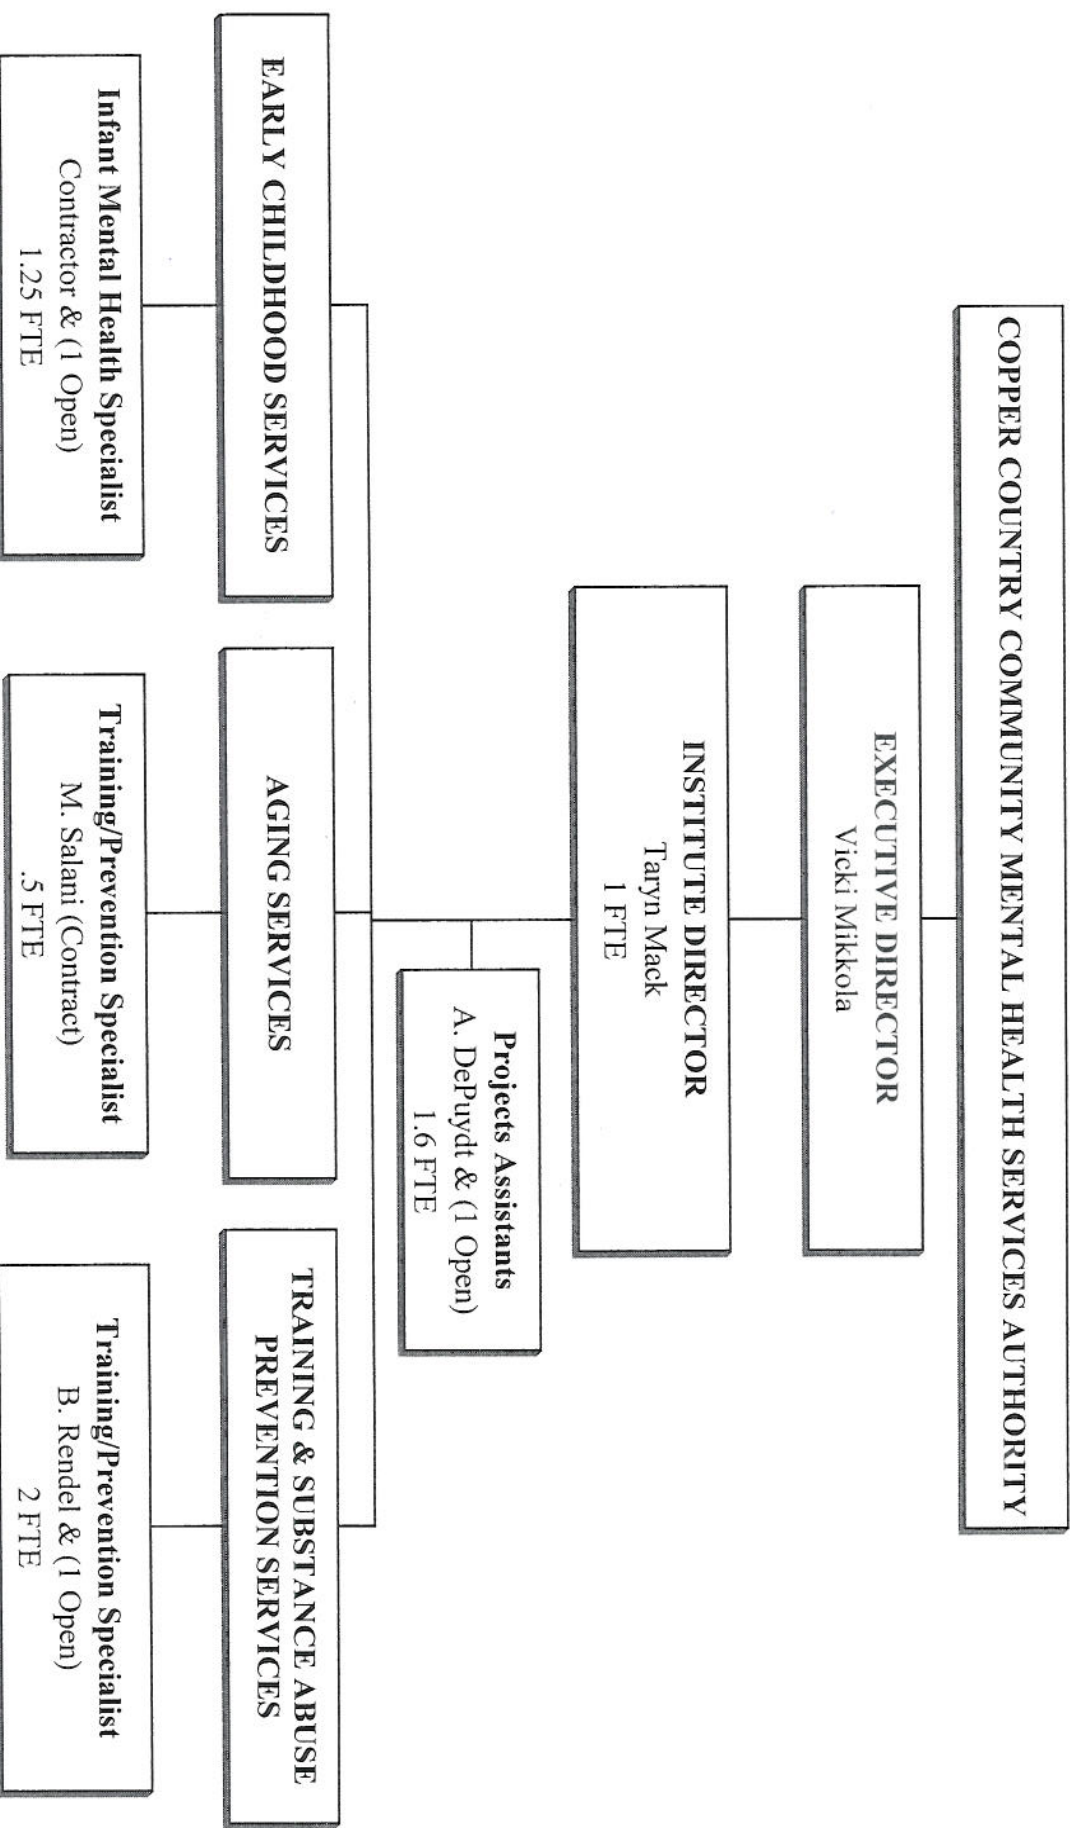 COPPER COUNTRY COMMUNITY MENTAL HEALTH SERVICES AUTHORITY
EXECUTIVE DIRECTOR
Vicki Mikkola
INSTITUTE DIRECTOR
Taryn Mack
1 FTE
Projects Assistants
A. DePuydt & (1 Open)
1.6 FTE
EARLY CHILDHOOD SERVICES
Infant Mental Health Specialist
Contractor & (1 Open)
1.25 FTE
AGING SERVICES
Training/Prevention Specialist
M. Salani (Contract)
.5 FTE
TRAINING & SUBSTANCE ABUSE
PREVENTION SERVICES
Training/Prevention Specialist
B. Rendel & (1 Open)
2 FTE